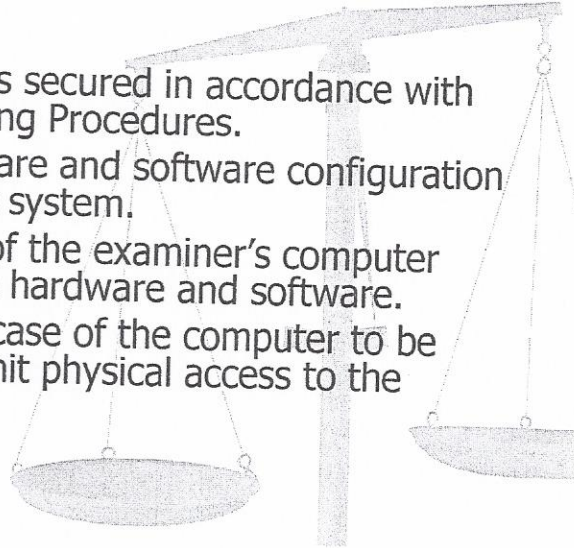 s secured in accordance with
ng Procedures.
are and software configuration
system.
of the examiner's computer
hardware and software.
case of the computer to be
nit physical access to the